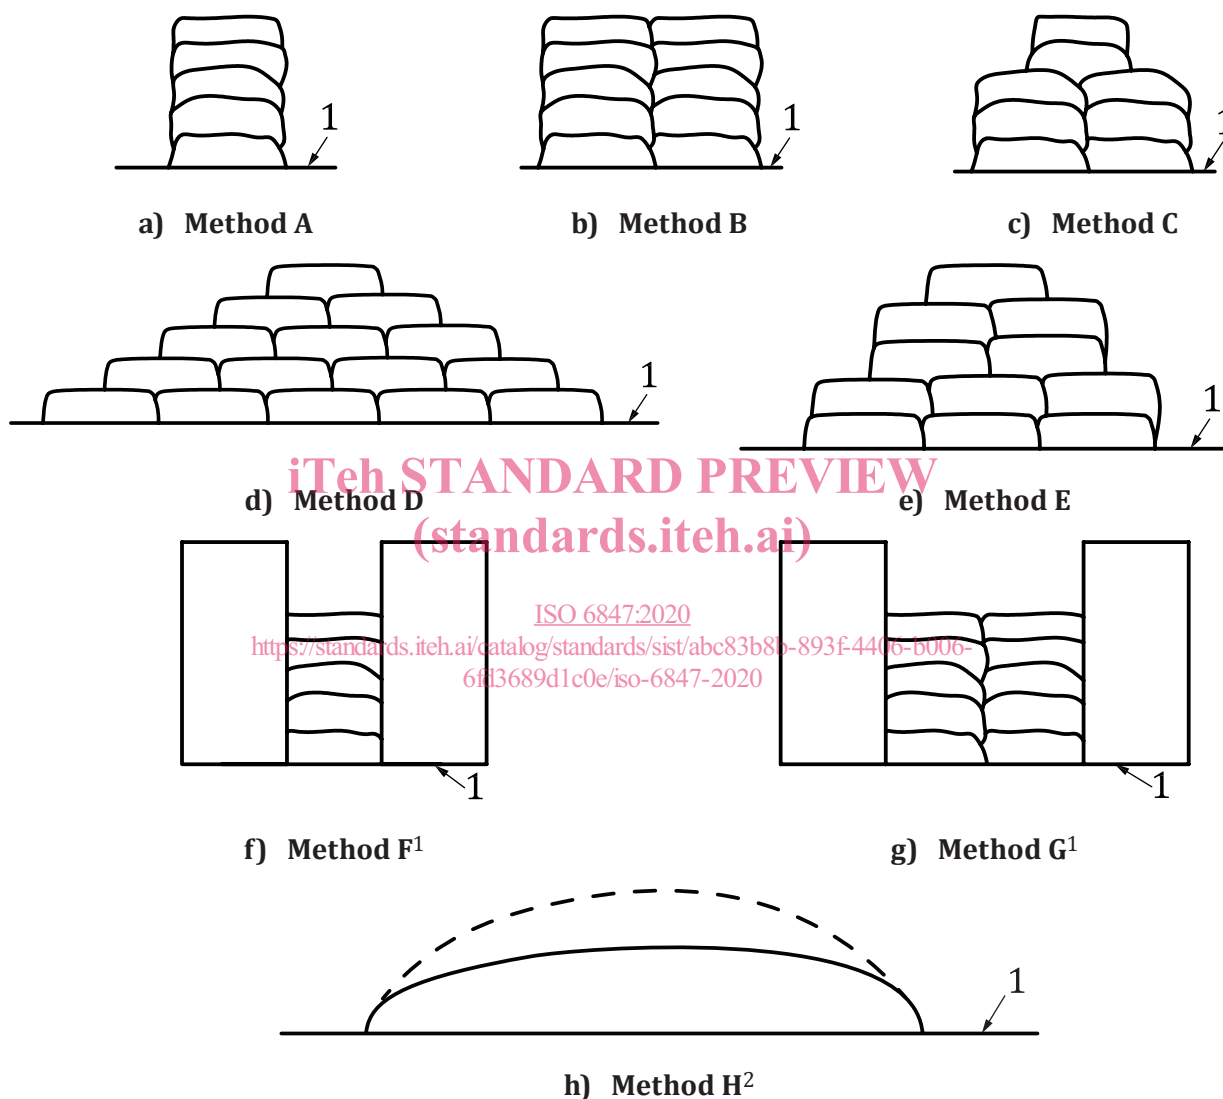 1
1
1
a) Method A
b) Method B
c) Method C
1
1
iTeh STANDARD PREVIEW
d) Method D
e) Method E
(standards.iteh.ai)
ISO 6847:2020
https://standards.iteh.ai/catalog/standards/sist/abc83b8b-893f-4406-b006-
6fd3689d1c0e/iso-6847-2020
1
1
f) Method F¹
g) Method G¹
1
h) Method H²